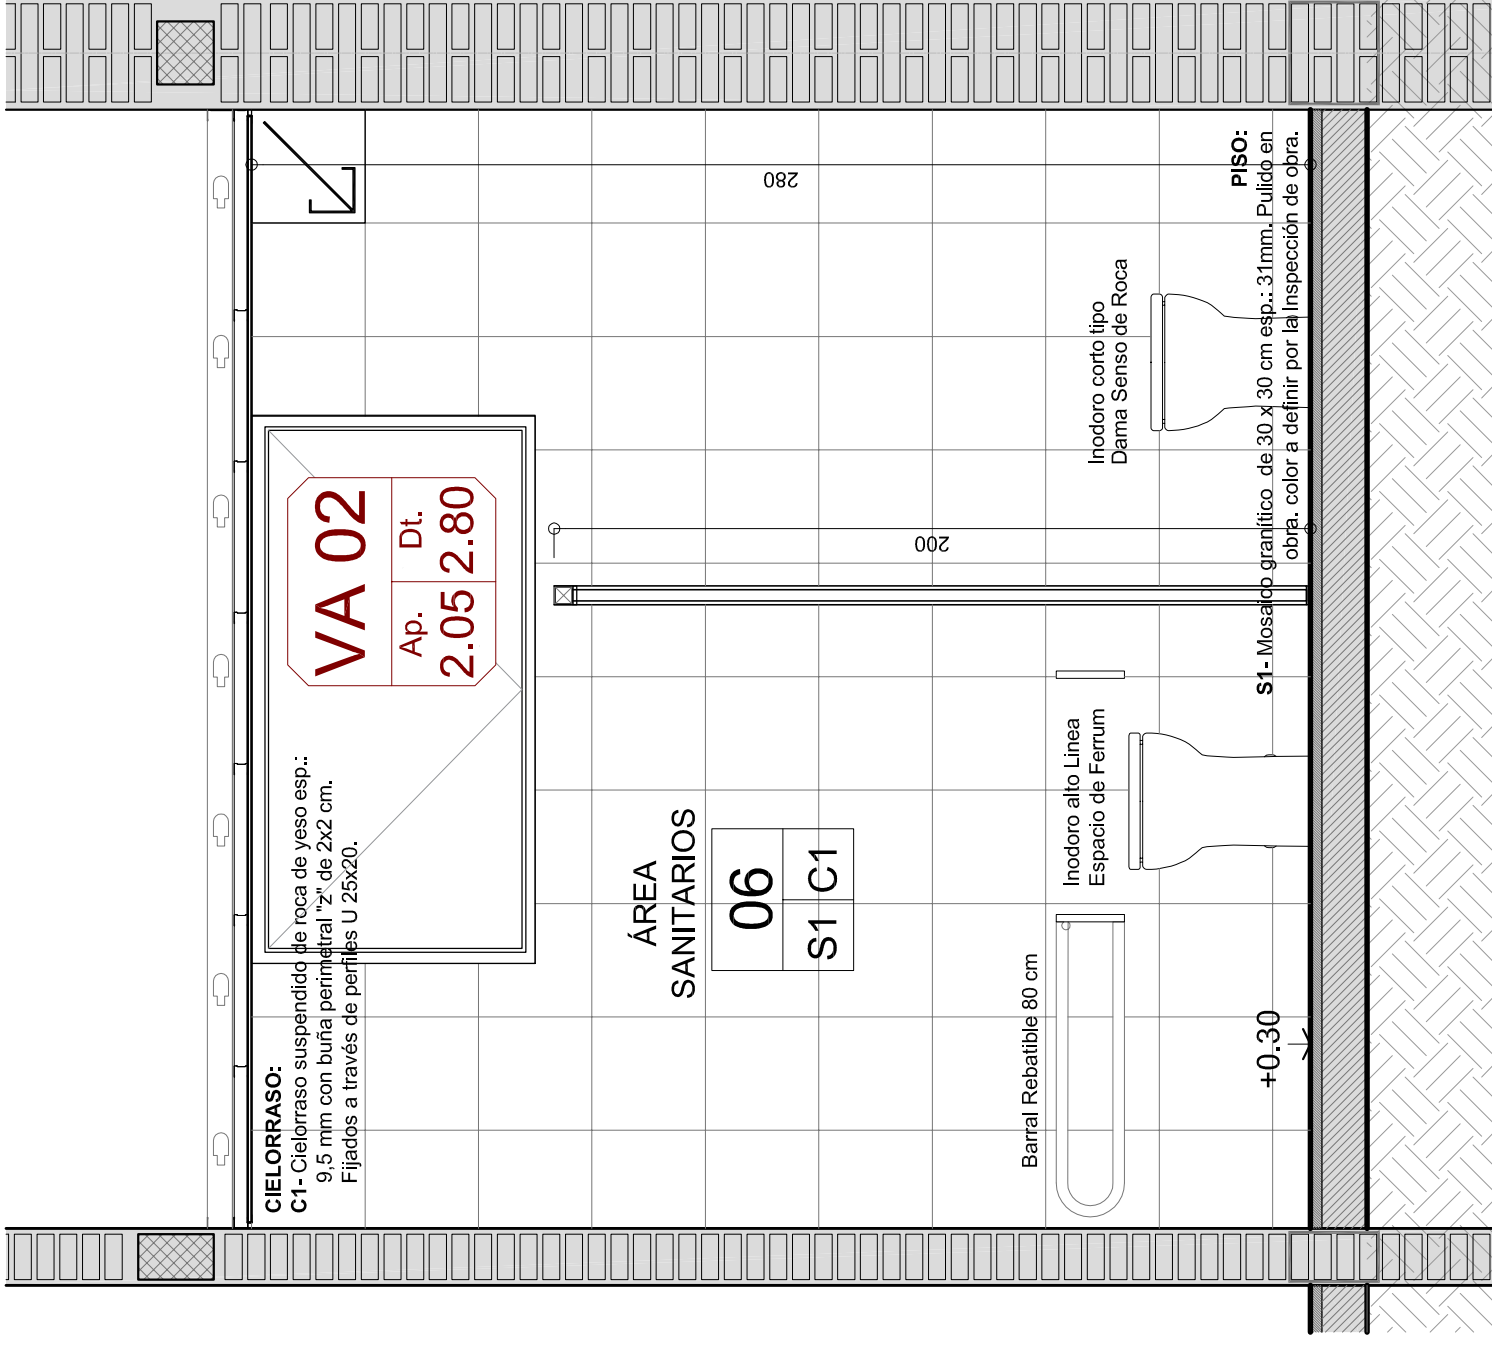 CIELORRASO:
C1- Cielorraso suspendido de roca de yeso esp.:
9,5 mm con buña perimetral "z" de 2x2 cm.
Fijados a través de perfiles U 25x20.
VA 02
Ap. Dt.
2.05 2.80
280
200
ÁREA
SANITARIOS
06
S1 C1
Barral Rebatible 80 cm
Inodoro alto Linea
Espacio de Ferrum
Inodoro corto tipo
Dama Senso de Roca
+0.30
PISO:
S1- Mosaico granítico de 30 x 30 cm esp.: 31mm. Pulido en
obra. color a definir por la Inspección de obra.